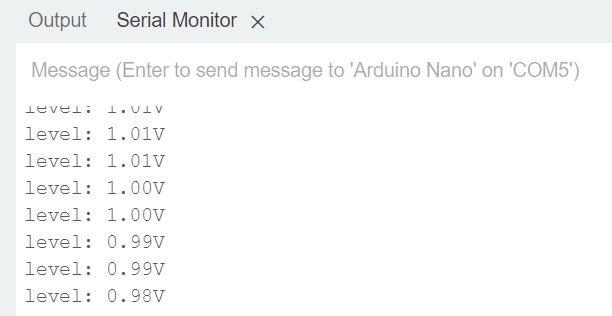 Output Serial Monitor ×
Message (Enter to send message to 'Arduino Nano' on 'COM5')
level: 1.01V
level: 1.01V
level: 1.01V
level: 1.00V
level: 1.00V
level: 0.99V
level: 0.99V
level: 0.98V